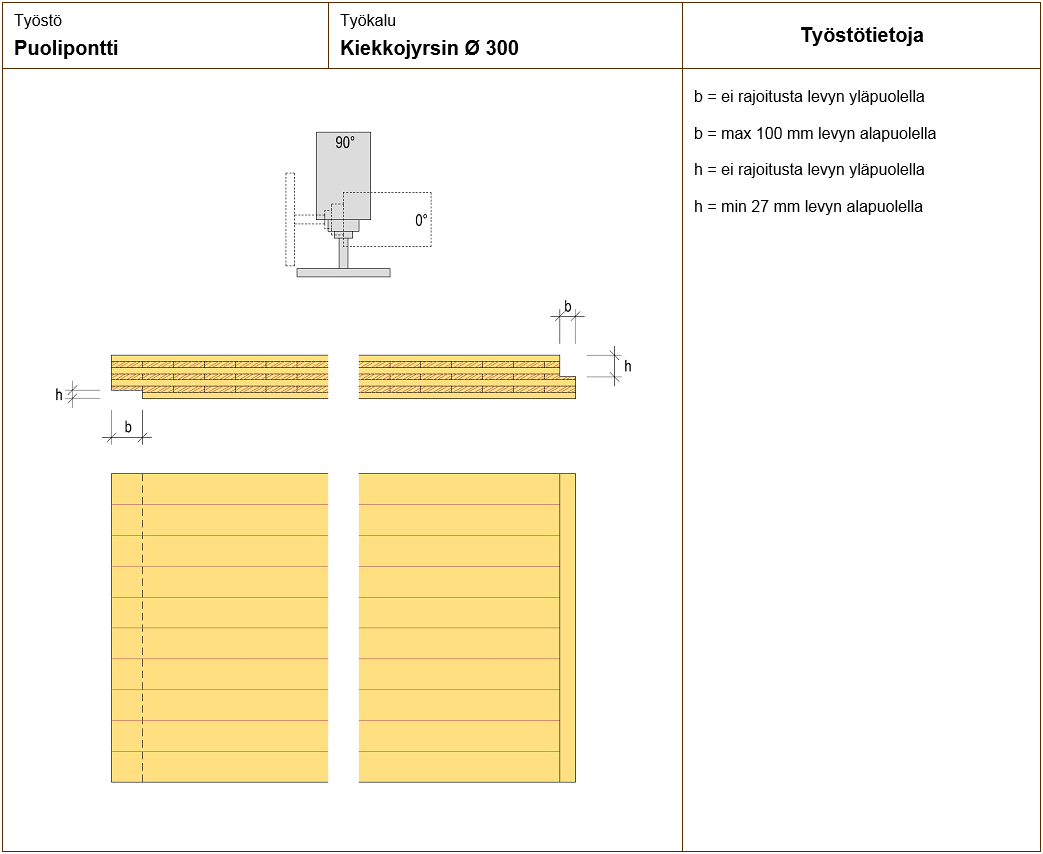 Työstö
Puolipontti
Työkalu
Kiekkojyrsin Ø 300
Työstötietoja
b = ei rajoitusta levyn yläpuolella
b = max 100 mm levyn alapuolella
h = ei rajoitusta levyn yläpuolella
h = min 27 mm levyn alapuolella
90°
0°
b
h
h
b